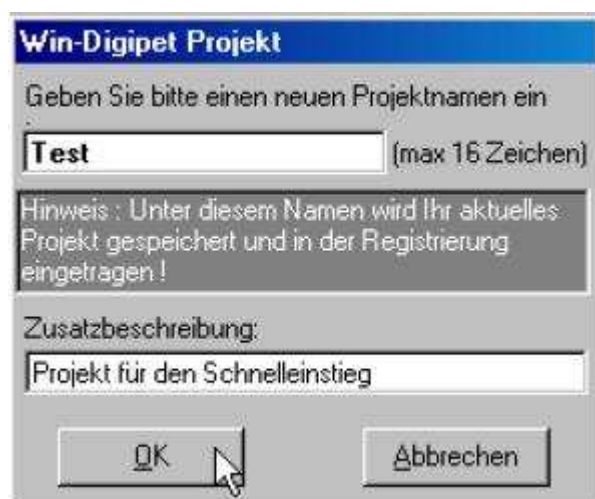 Win-Digipet Projekt
Geben Sie bitte einen neuen Projektnamen ein
:
Test (max 16 Zeichen)
Hinweis : Unter diesem Namen wird Ihr aktuelles
Projekt gespeichert und in der Registrierung
eingetragen !
Zusatzbeschreibung:
Projekt für den Schnelleinstieg
OK Abbrechen